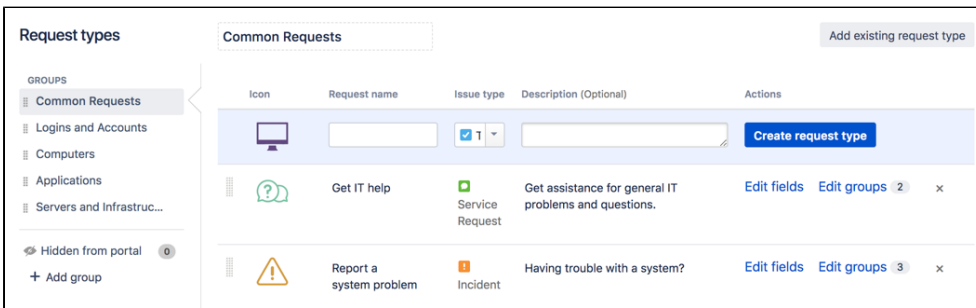 Request types
Common Requests
Add existing request type
GROUPS
Common Requests
Logins and Accounts
Computers
Applications
Servers and Infrastruc...
Hidden from portal 0
+ Add group
Icon Request name Issue type Description (Optional) Actions
T Create request type
Get IT help
Service
Request
Get assistance for general IT
problems and questions.
Edit fields Edit groups 2 ×
Report a
system problem
Incident
Having trouble with a system?
Edit fields Edit groups 3 ×